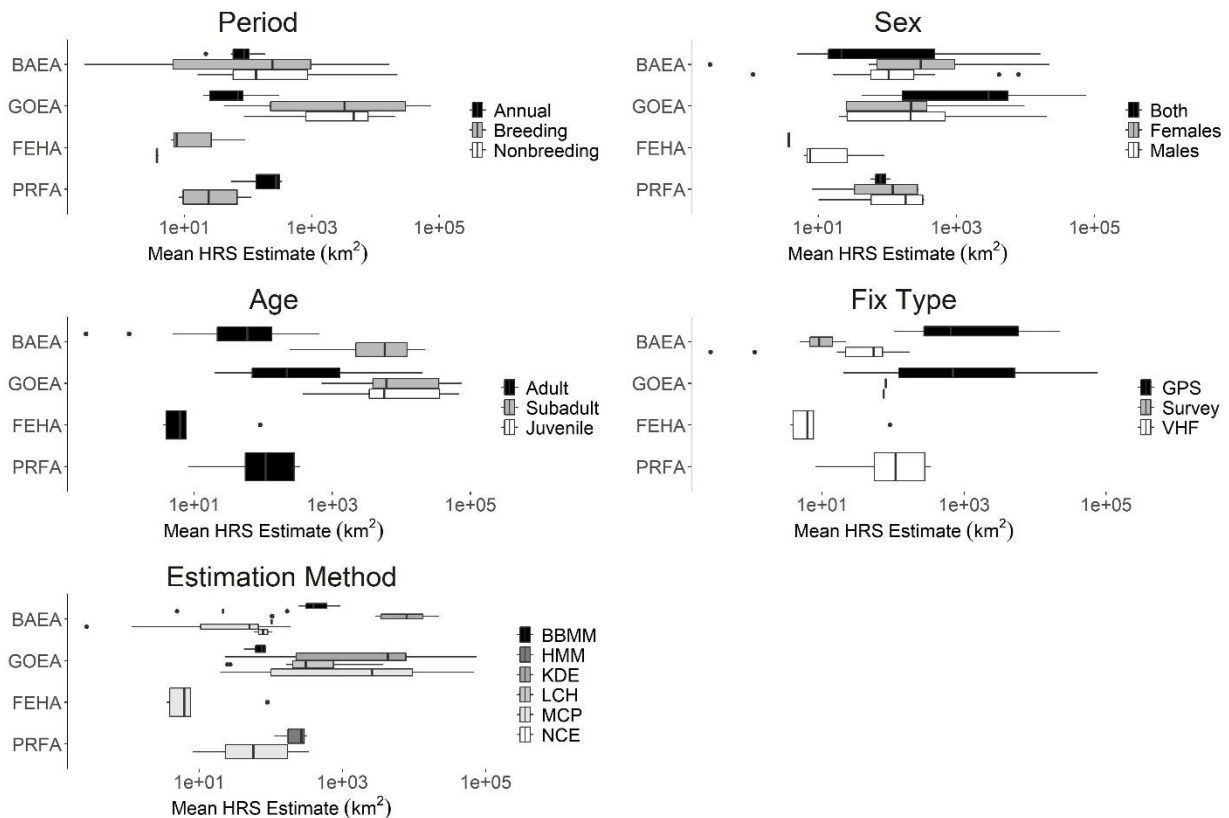 Period
BAEA
GOEA
FEHA
PRFA
Annual
Breeding
Nonbreeding
1e+01 1e+03 1e+05
Mean HRS Estimate (km²)
Sex
BAEA
GOEA
FEHA
PRFA
Both
Females
Males
1e+01 1e+03 1e+05
Mean HRS Estimate (km²)
Age
BAEA
GOEA
FEHA
PRFA
Adult
Subadult
Juvenile
1e+01 1e+03 1e+05
Mean HRS Estimate (km²)
Fix Type
BAEA
GOEA
FEHA
PRFA
GPS
Survey
VHF
1e+01 1e+03 1e+05
Mean HRS Estimate (km²)
Estimation Method
BAEA
GOEA
FEHA
PRFA
BBMM
HMM
KDE
LCH
MCP
NCE
1e+01 1e+03 1e+05
Mean HRS Estimate (km²)